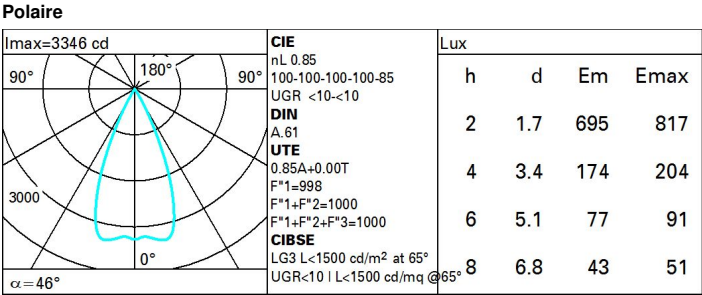 Polaire
Imax=3346 cd
90°
180°
90°
3000
0°
α=46°
CIE
nL 0.85
100-100-100-100-85
UGR <10-<10
DIN
A.61
UTE
0.85A+0.00T
F"1=998
F"1+F"2=1000
F"1+F"2+F"3=1000
CIBSE
LG3 L<1500 cd/m² at 65°
UGR<10 | L<1500 cd/mq @65°
Lux
h d Em Emax
2 1.7 695 817
4 3.4 174 204
6 5.1 77 91
8 6.8 43 51